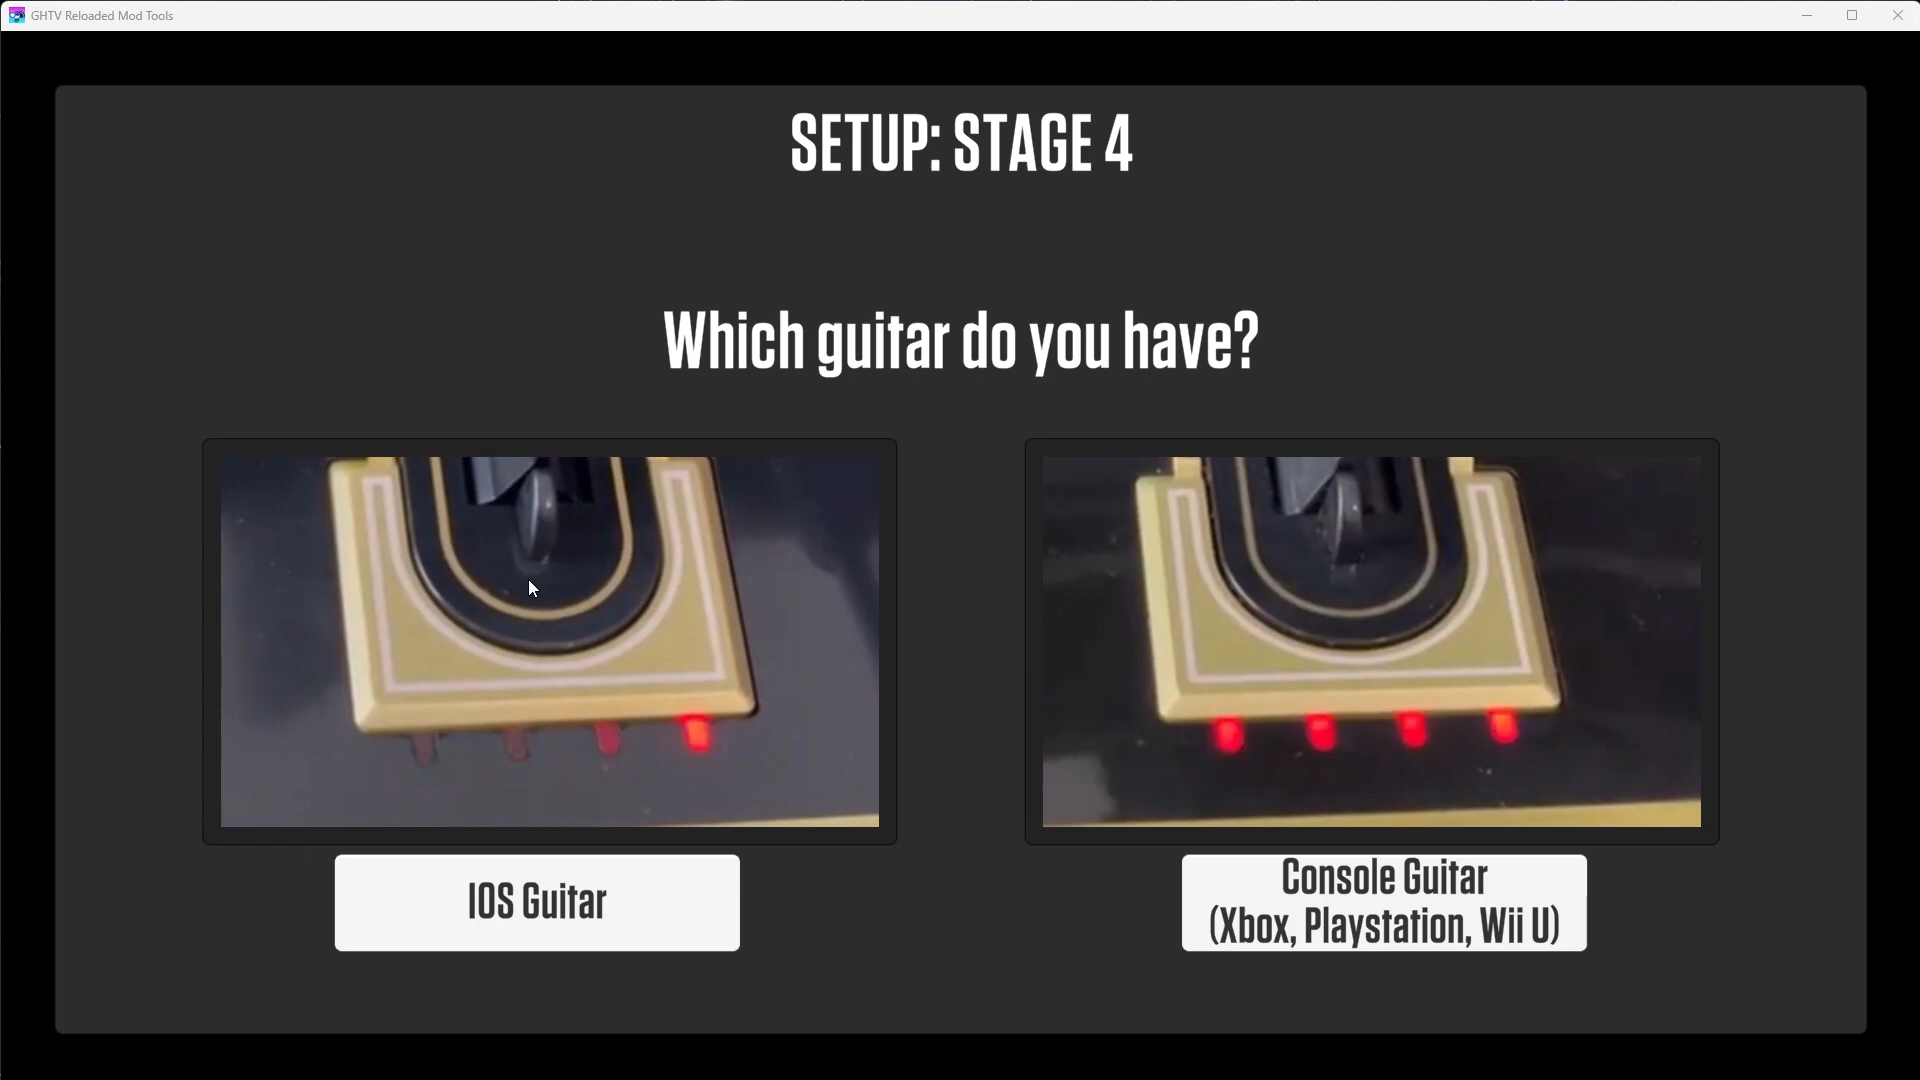 GHTV Reloaded Mod Tools
SETUP: STAGE 4
Which guitar do you have?
IOS Guitar
Console Guitar
(Xbox, Playstation, Wii U)